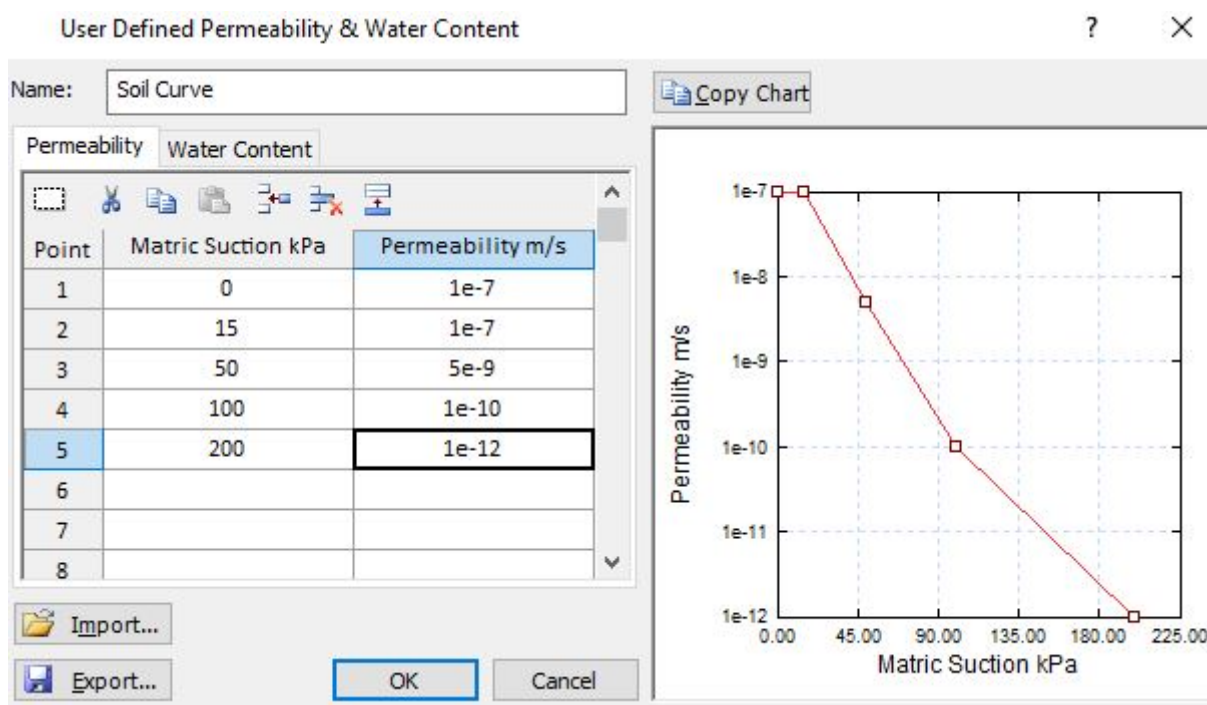 User Defined Permeability & Water Content
?
Name: Soil Curve
Copy Chart
Permeability Water Content
Point Matric Suction kPa Permeability m/s
1 0 1e-7
2 15 1e-7
3 50 5e-9
4 100 1e-10
5 200 1e-12
6
7
8
Import...
Export...
OK Cancel
Permeability m/s
1e-7
1e-8
1e-9
1e-10
1e-11
1e-12
0.00 45.00 90.00 135.00 180.00 225.00
Matric Suction kPa